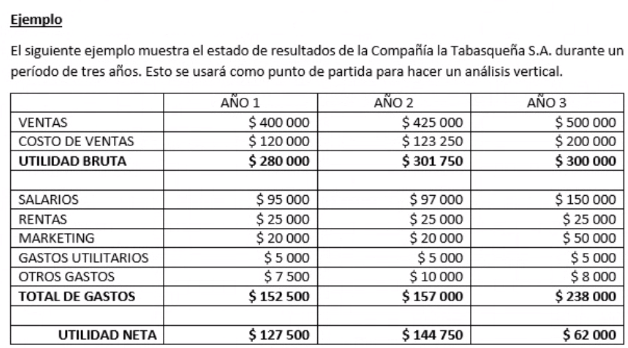 Ejemplo
El siguiente ejemplo muestra el estado de resultados de la Compañía la Tabasqueña S.A. durante un
período de tres años. Esto se usará como punto de partida para hacer un análisis vertical.
AÑO 1 AÑO 2 AÑO 3
VENTAS $ 400 000 $ 425 000 $ 500 000
COSTO DE VENTAS $ 120 000 $ 123 250 $ 200 000
UTILIDAD BRUTA $ 280 000 $ 301 750 $ 300 000
SALARIOS $ 95 000 $ 97 000 $ 150 000
RENTAS $ 25 000 $ 25 000 $ 25 000
MARKETING $ 20 000 $ 20 000 $ 50 000
GASTOS UTILITARIOS $ 5 000 $ 5 000 $ 5 000
OTROS GASTOS $ 7 500 $ 10 000 $ 8 000
TOTAL DE GASTOS $ 152 500 $ 157 000 $ 238 000
UTILIDAD NETA $ 127 500 $ 144 750 $ 62 000